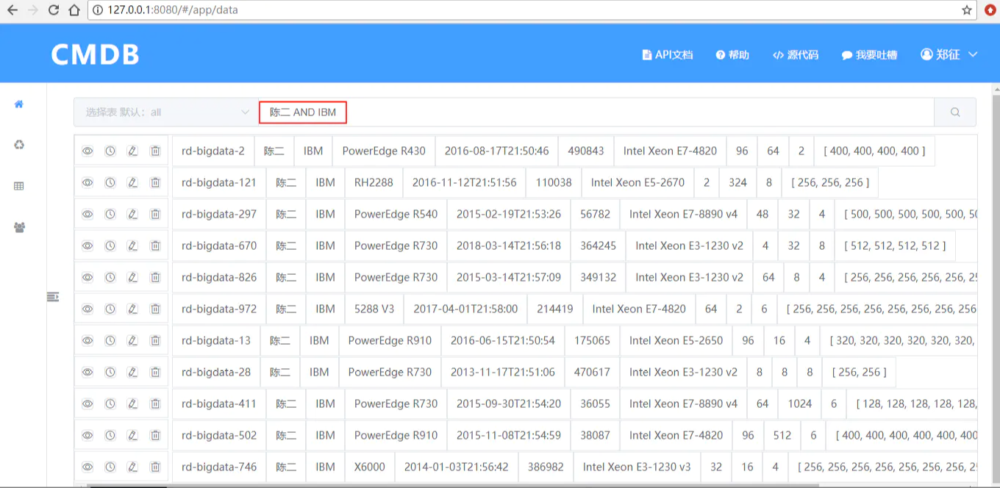 127.0.0.1:8080/#/app/data
CMDB
API文档 帮助 </> 源代码 我要吐槽 郑征
选择表 默认：all 陈二 AND IBM
rd-bigdata-2 陈二 IBM PowerEdge R430 2016-08-17T21:50:46 490843 Intel Xeon E7-4820 96 64 2 [ 400, 400, 400, 400 ]
rd-bigdata-121 陈二 IBM RH2288 2016-11-12T21:51:56 110038 Intel Xeon E5-2670 2 324 8 [ 256, 256, 256 ]
rd-bigdata-297 陈二 IBM PowerEdge R540 2015-02-19T21:53:26 56782 Intel Xeon E7-8890 v4 48 32 4 [ 500, 500, 500, 500, 500, 50
rd-bigdata-670 陈二 IBM PowerEdge R730 2018-03-14T21:56:18 364245 Intel Xeon E3-1230 v2 4 32 8 [ 512, 512, 512, 512 ]
rd-bigdata-826 陈二 IBM PowerEdge R730 2015-03-14T21:57:09 349132 Intel Xeon E3-1230 v2 64 8 4 [ 256, 256, 256, 256, 256, 25
rd-bigdata-972 陈二 IBM 5288 V3 2017-04-01T21:58:00 214419 Intel Xeon E7-4820 64 2 6 [ 256, 256, 256, 256, 256, 256, 256
rd-bigdata-13 陈二 IBM PowerEdge R910 2016-06-15T21:50:54 175065 Intel Xeon E5-2650 96 16 4 [ 320, 320, 320, 320, 320, 320,
rd-bigdata-28 陈二 IBM PowerEdge R730 2013-11-17T21:51:06 470617 Intel Xeon E3-1230 v2 8 8 8 [ 256, 256 ]
rd-bigdata-411 陈二 IBM PowerEdge R730 2015-09-30T21:54:20 36055 Intel Xeon E7-8890 v4 64 1024 6 [ 128, 128, 128, 128, 128,
rd-bigdata-502 陈二 IBM PowerEdge R910 2015-11-08T21:54:59 38087 Intel Xeon E7-4820 96 512 6 [ 400, 400, 400, 400, 400, 400
rd-bigdata-746 陈二 IBM X6000 2014-01-03T21:56:42 386982 Intel Xeon E3-1230 v3 32 16 4 [ 256, 256, 256, 256, 256, 256, 25